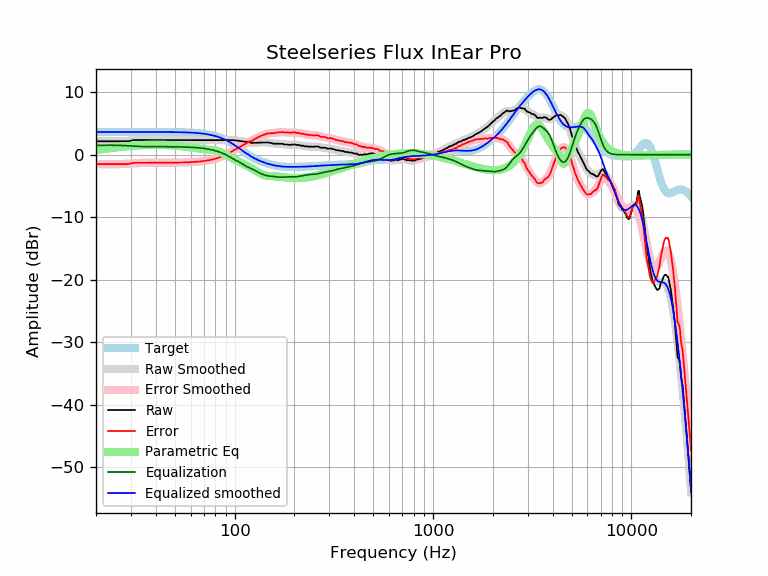 Steelseries Flux InEar Pro
Amplitude (dBr)
10
0
−10
−20
−30
−40
−50
Target
Raw Smoothed
Error Smoothed
Raw
Error
Parametric Eq
Equalization
Equalized smoothed
100
1000
10000
Frequency (Hz)